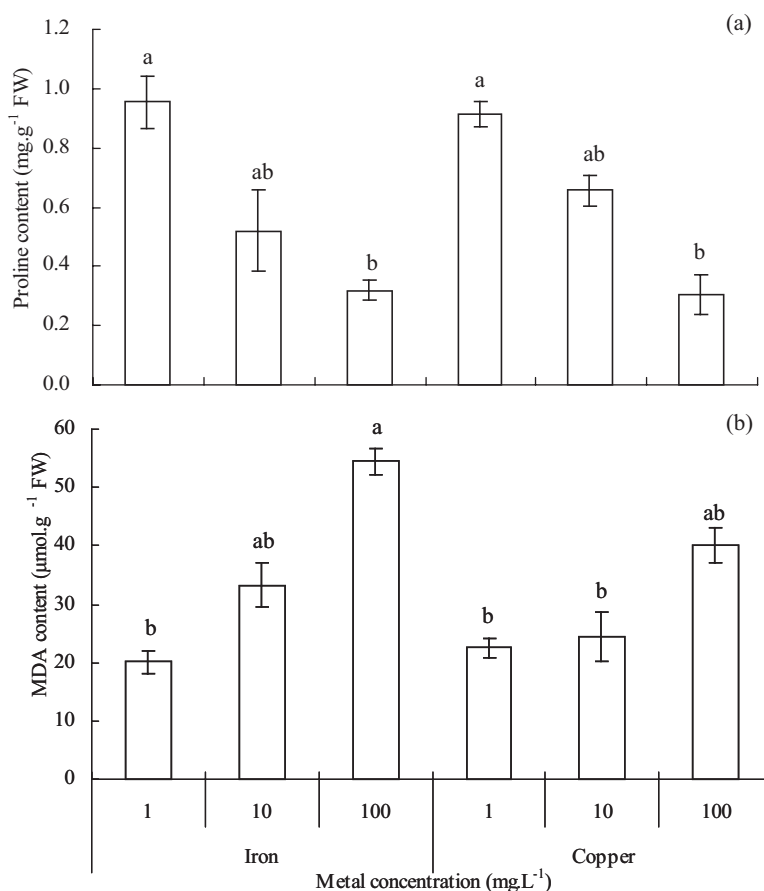 (a)
Proline content (mg.g-1 FW)
1.2
1.0
0.8
0.6
0.4
0.2
0.0
a
ab
b
a
ab
b
(b)
MDA content (μmol.g -1 FW)
60
50
40
30
20
10
0
b
ab
a
b
b
ab
1 10 100 1 10 100
Iron Copper
Metal concentration (mg.L-1)